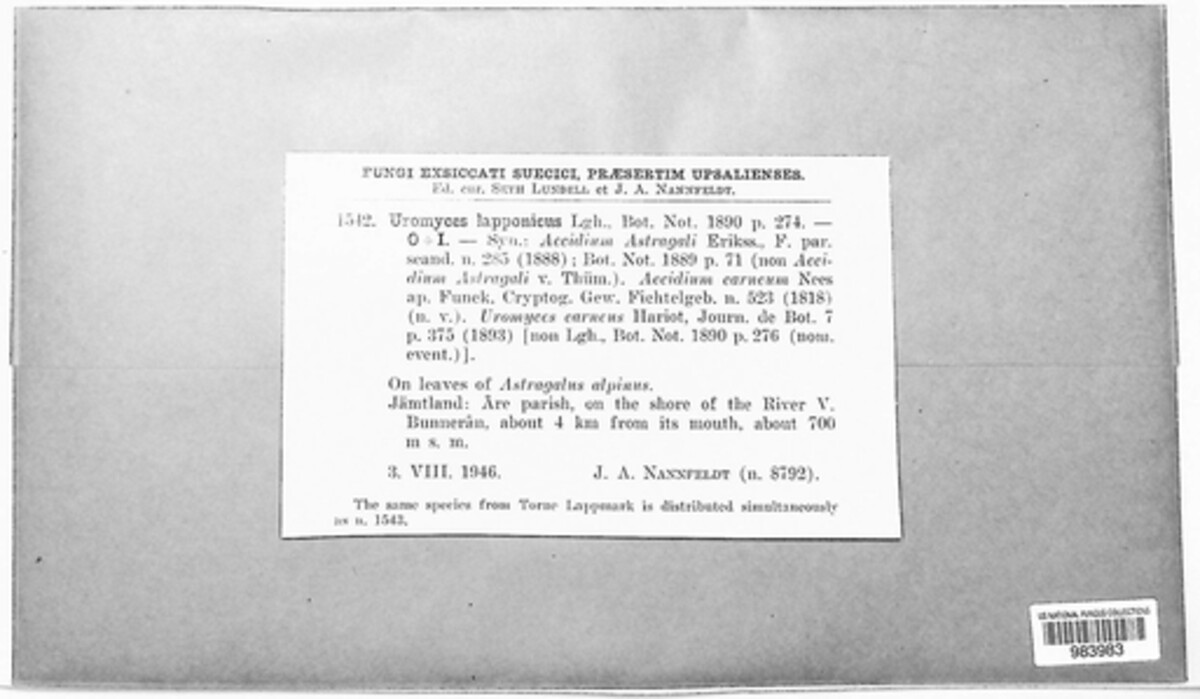 FUNGI EXSICCATI SUECICI, PRÆSERTIM UPSALIENSES.
Ed. cur. SETH LUNDELL et J. A. NANNFELDT.
1542. Uromyces lapponicus Lgh., Bot. Not. 1890 p. 274. —
O + I. — Syn.: Aecidium Astragali Erikss., F. par.
scand. n. 285 (1888); Bot. Not. 1889 p. 71 (non Aeci-
dium Astragali v. Thüm.). Aecidium carneum Nees
ap. Funck, Cryptog. Gew. Fichtelgeb. n. 523 (1818)
(n. v.). Uromyces carneus Hariot, Journ. de Bot. 7
p. 375 (1893) [non Lgh., Bot. Not. 1890 p. 276 (nom.
event.)].
On leaves of Astragalus alpinus.
Jämtland: Åre parish, on the shore of the River V.
Bunnerån, about 4 km from its mouth, about 700
m s. m.
3. VIII. 1946. J. A. NANNFELDT (n. 8792).
The same species from Torne Lappmark is distributed simultaneously
as n. 1543.
US NATIONAL FUNGUS COLLECTIONS
983983